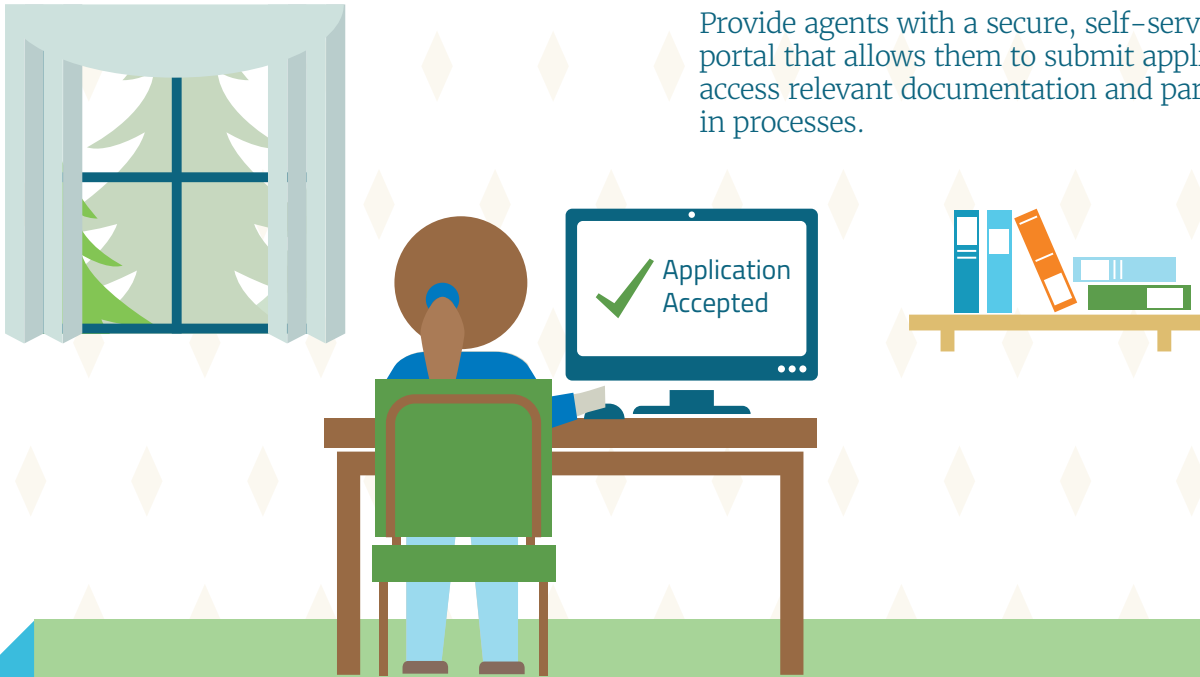 Provide agents with a secure, self-serv
portal that allows them to submit appl
access relevant documentation and par
in processes.
Application
Accepted